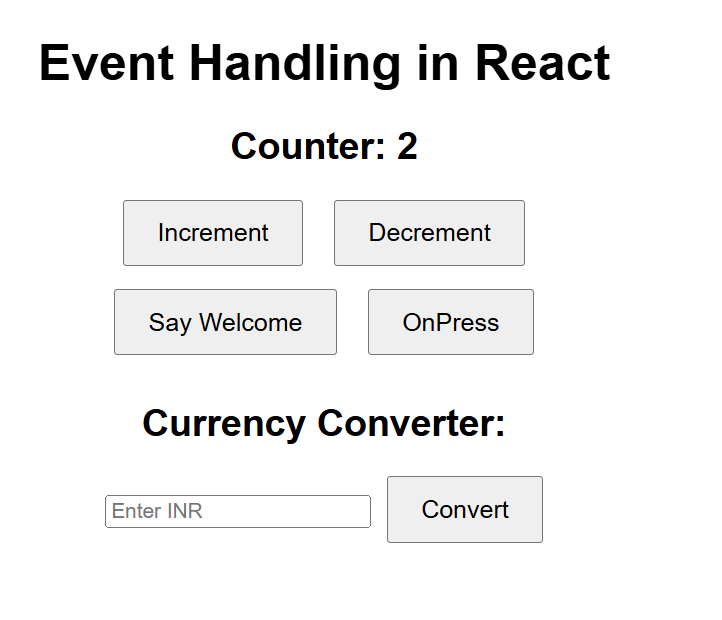 Event Handling in React
Counter: 2
Increment Decrement
Say Welcome OnPress
Currency Converter:
Enter INR Convert